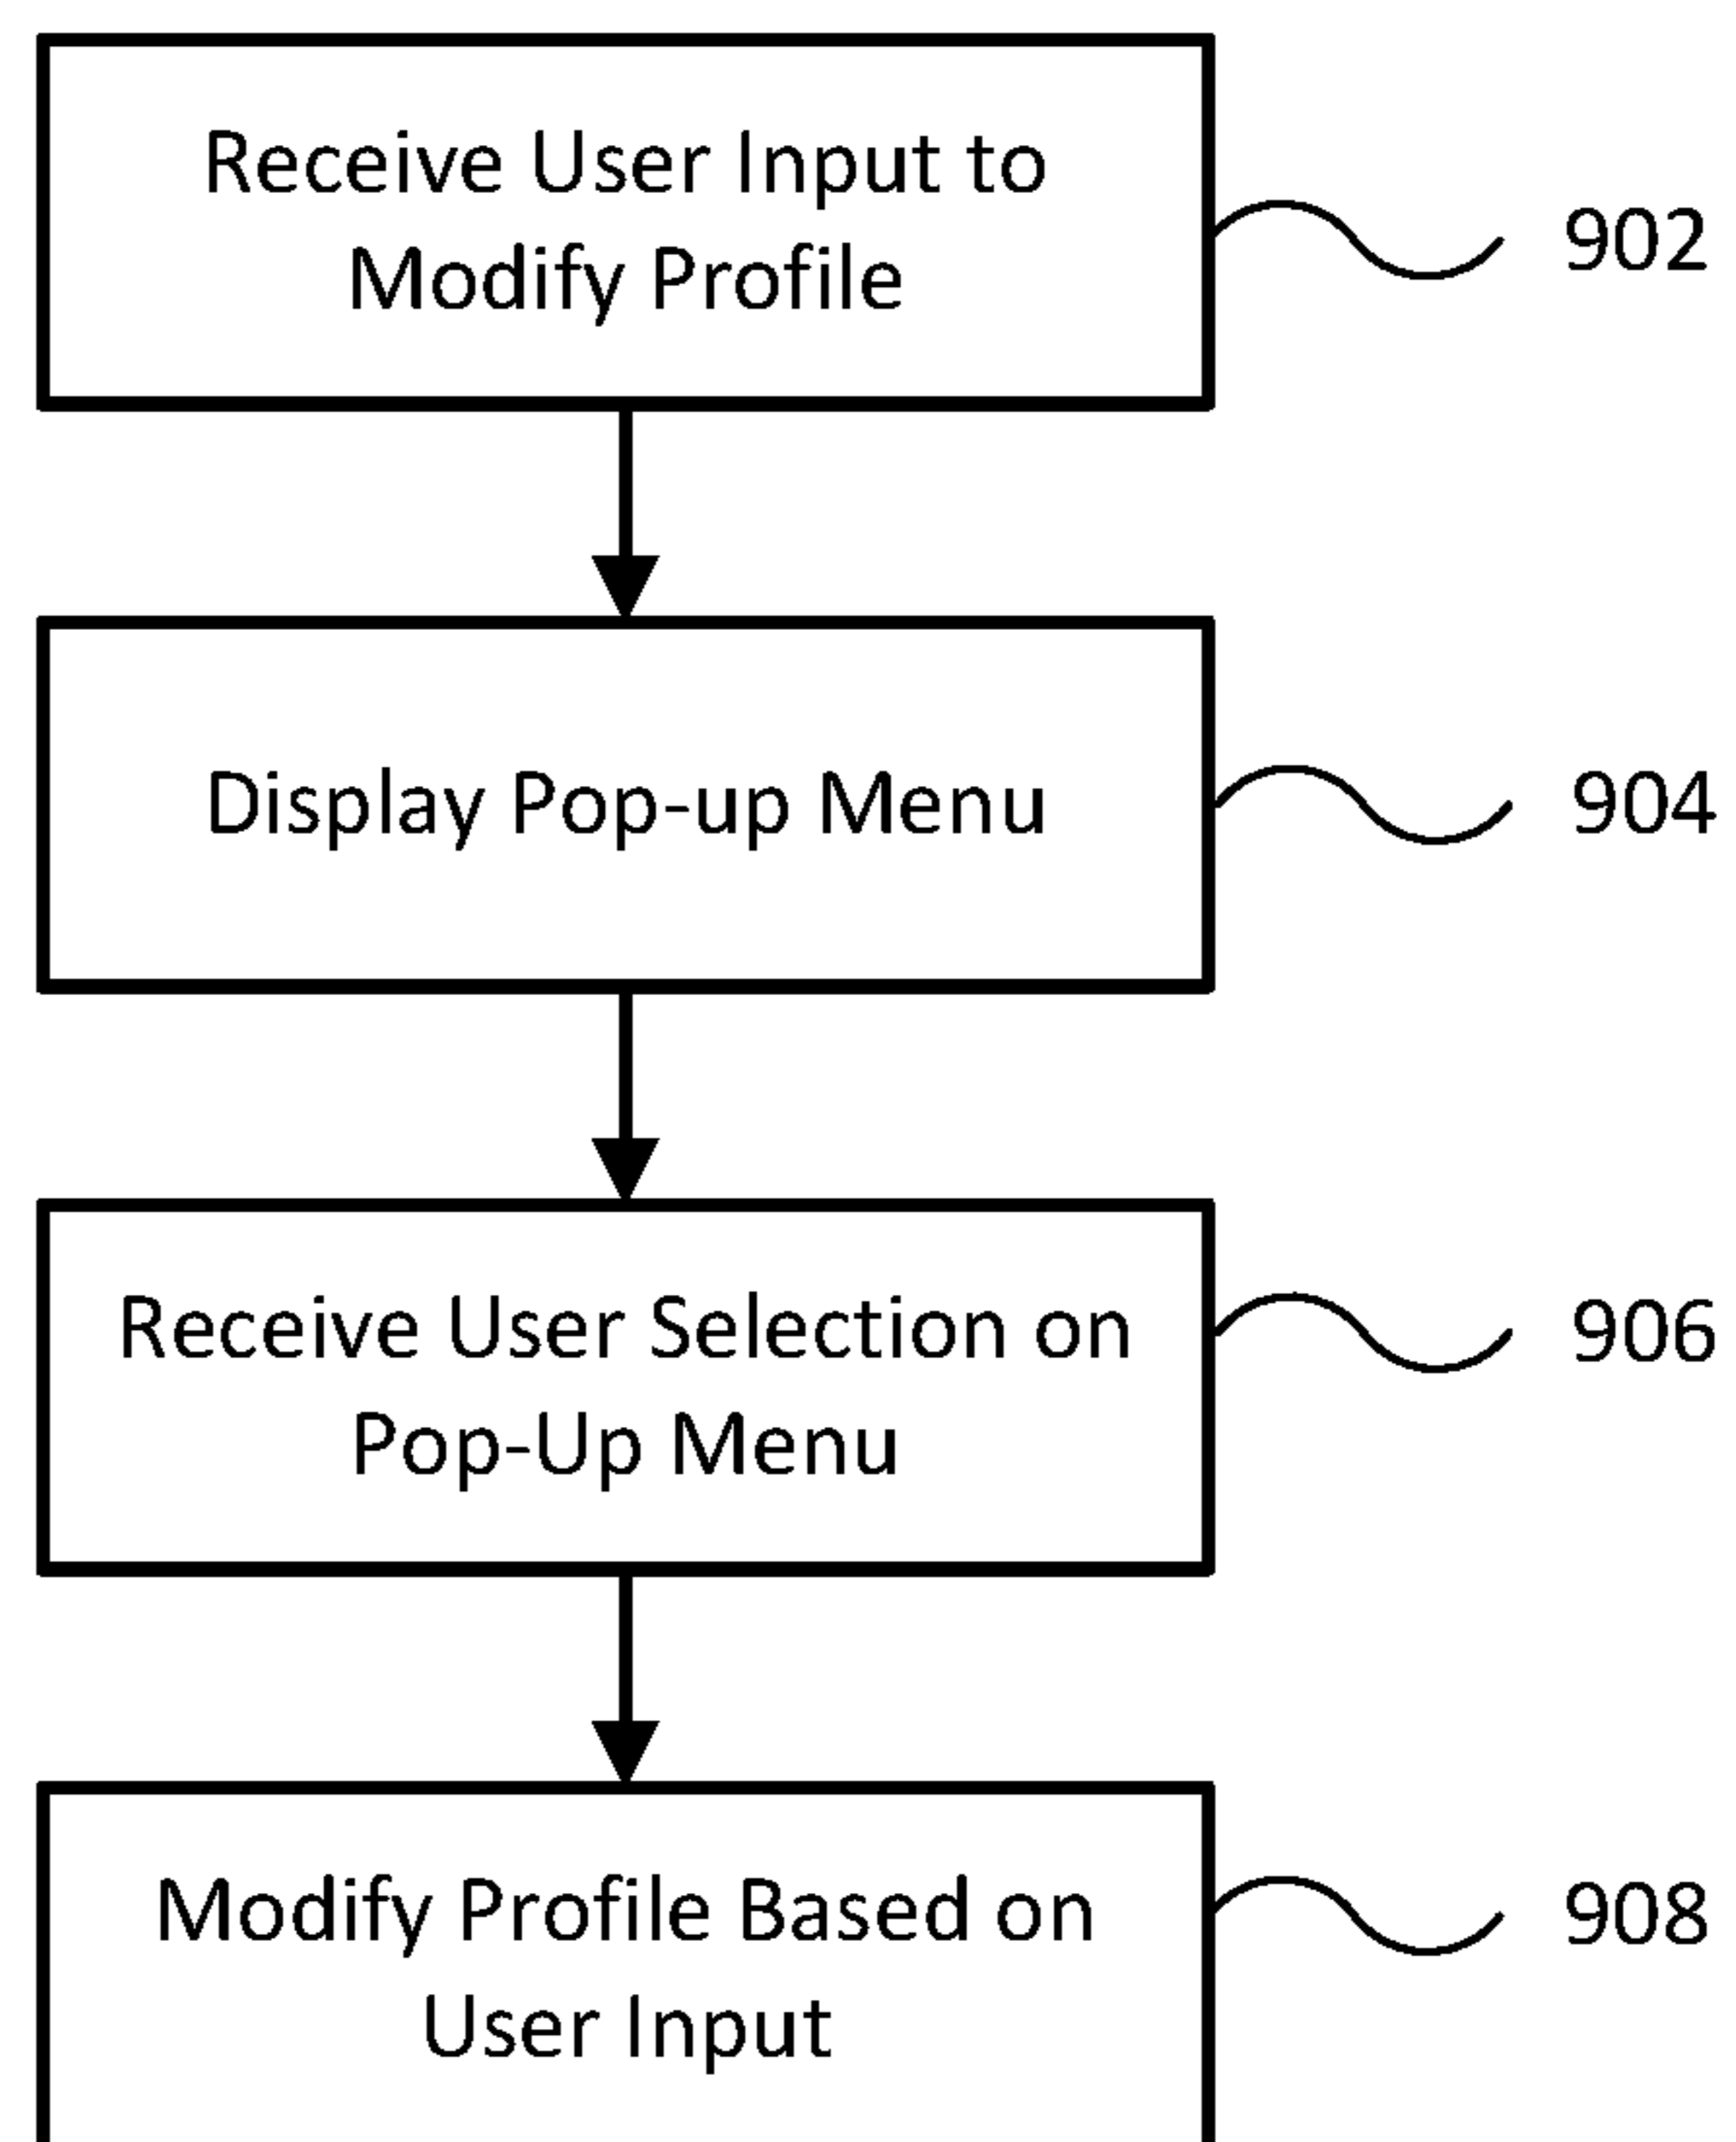 Receive User Input to
Modify Profile
902
Display Pop-up Menu
904
Receive User Selection on
Pop-Up Menu
906
Modify Profile Based on
User Input
908